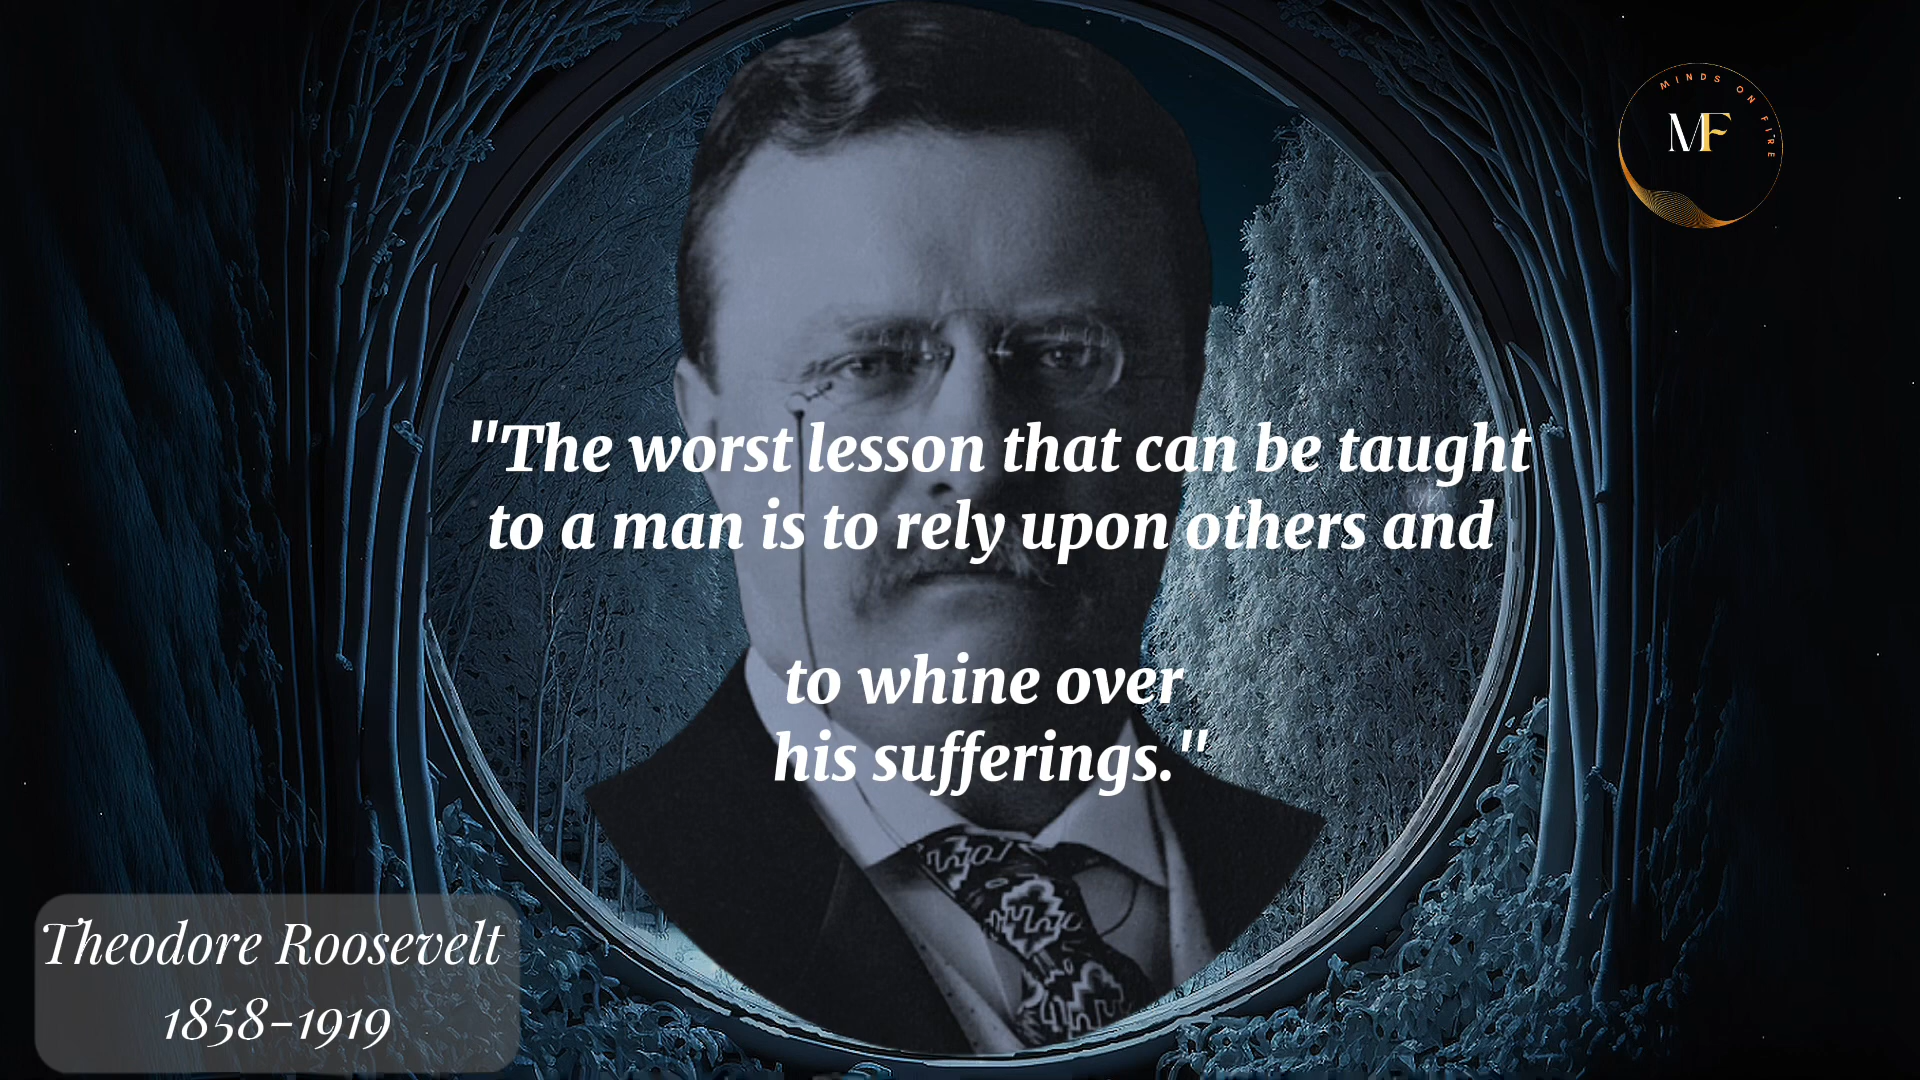 MINDS ON FIRE
MF
"The worst lesson that can be taught
to a man is to rely upon others and
to whine over
his sufferings."
Theodore Roosevelt
1858–1919